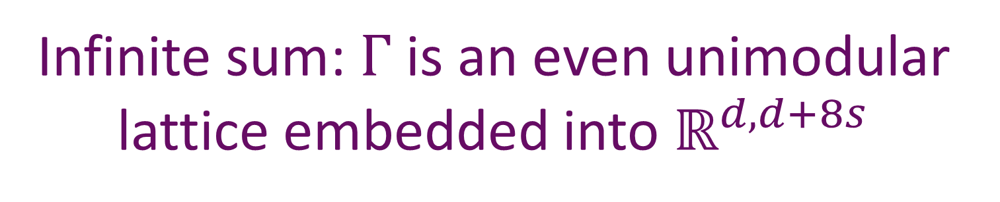 Infinite sum: Γ is an even unimodular
lattice embedded into ℝ^{d,d+8s}